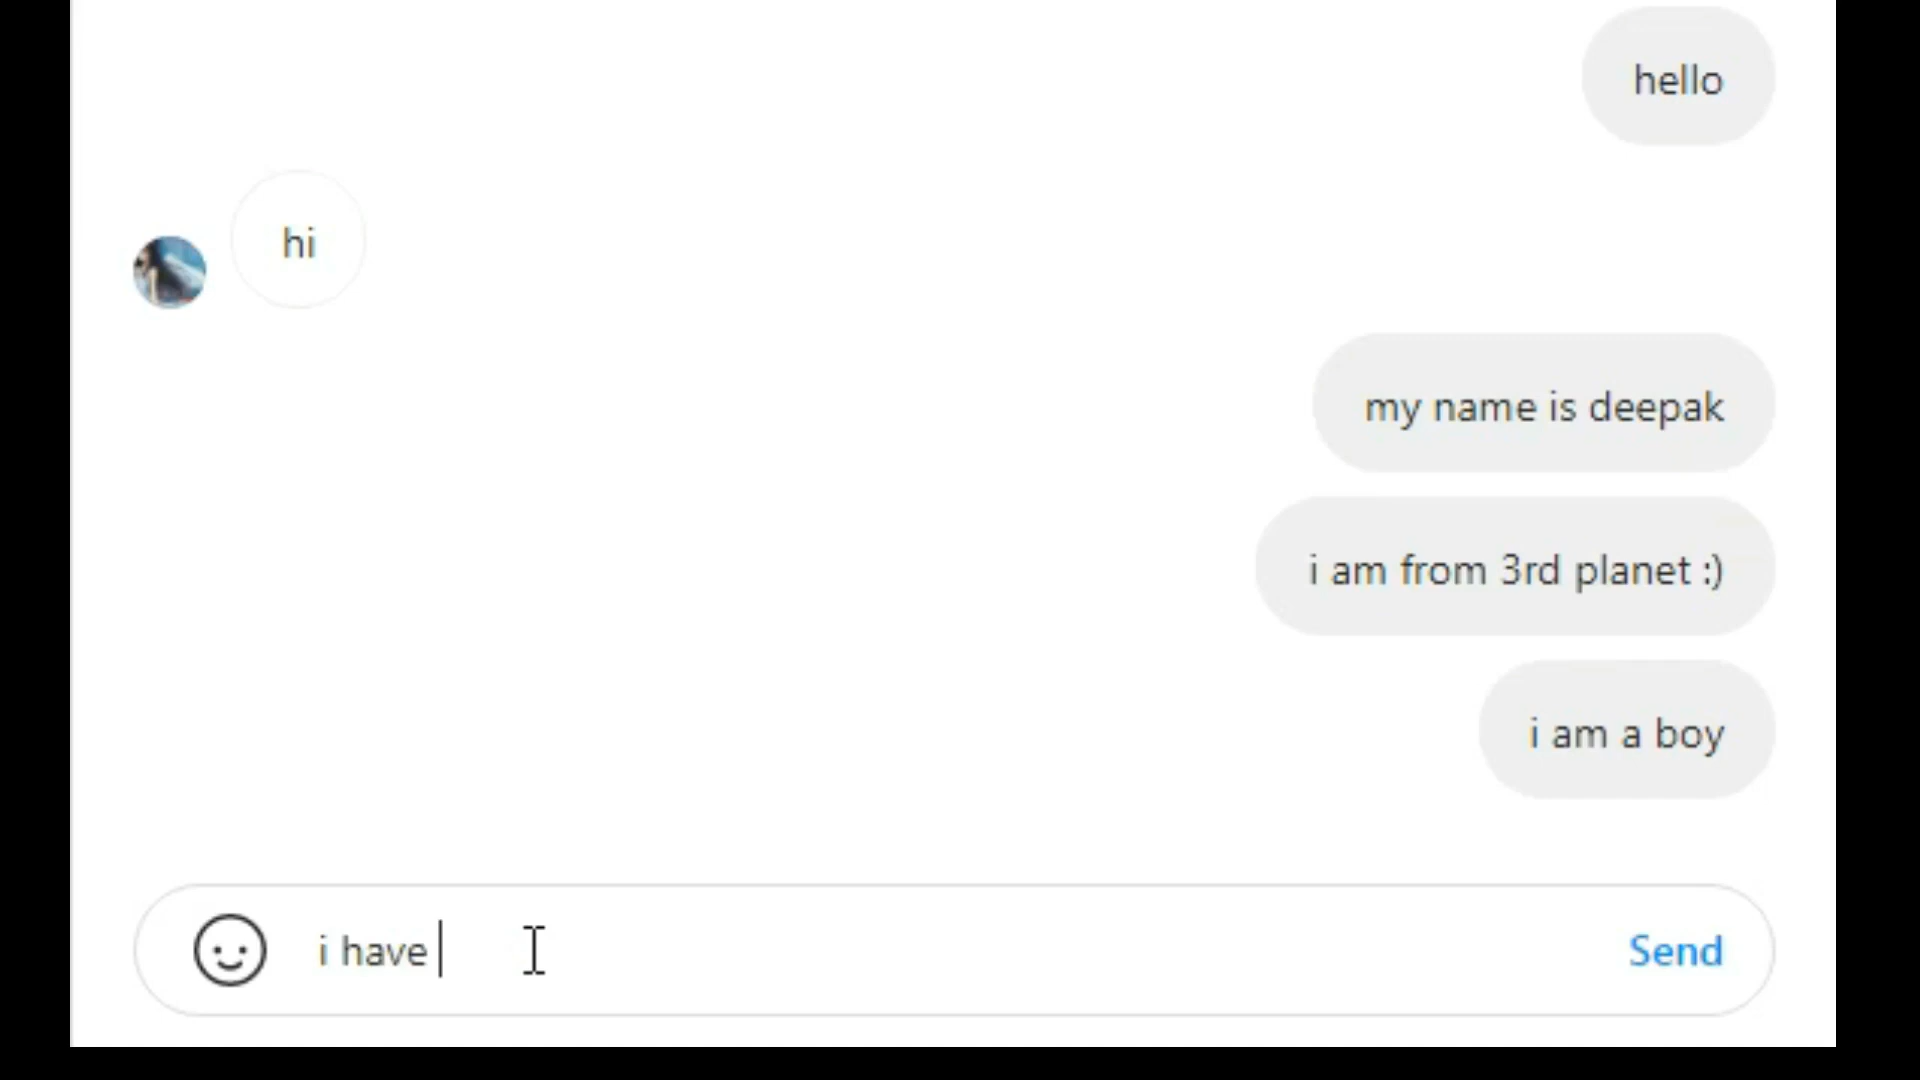 hello
hi
my name is deepak
i am from 3rd planet :)
i am a boy
i have
Send